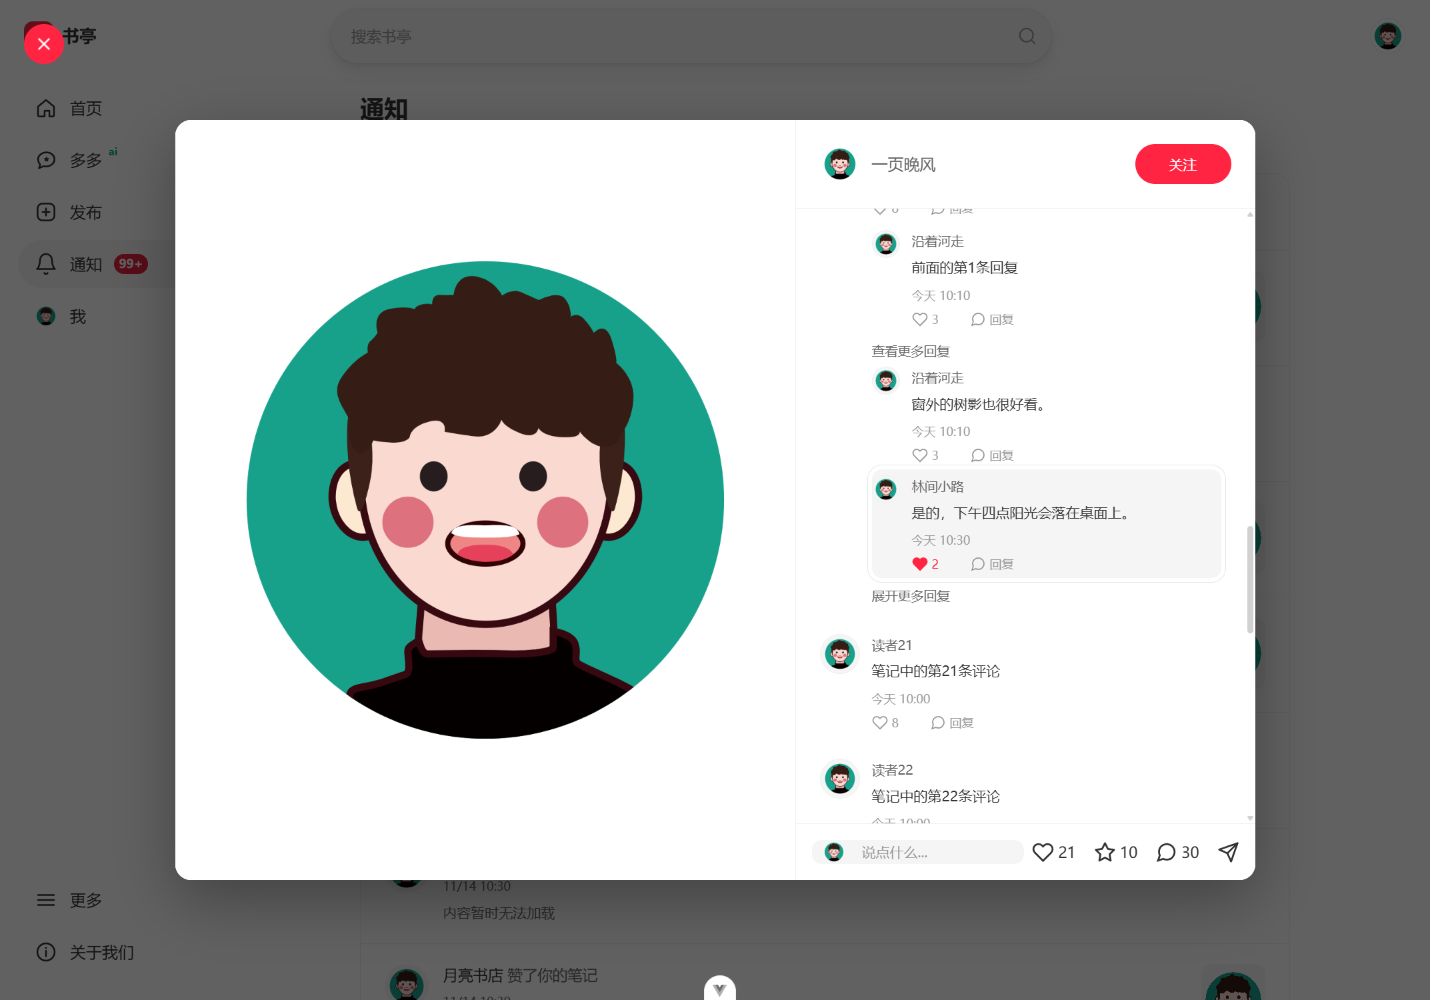 书亭
搜索书亭
首页
多多 ai
发布
通知 99+
我
更多
关于我们
通知
一页晚风
关注
回复
沿着河走
前面的第1条回复
今天 10:10
3 回复
查看更多回复
沿着河走
窗外的树影也很好看。
今天 10:10
3 回复
林间小路
是的，下午四点阳光会落在桌面上。
今天 10:30
2 回复
展开更多回复
读者21
笔记中的第21条评论
今天 10:00
8 回复
读者22
笔记中的第22条评论
今天 10:00
说点什么...
21 10 30
11/14 10:30
内容暂时无法加载
月亮书店 赞了你的笔记